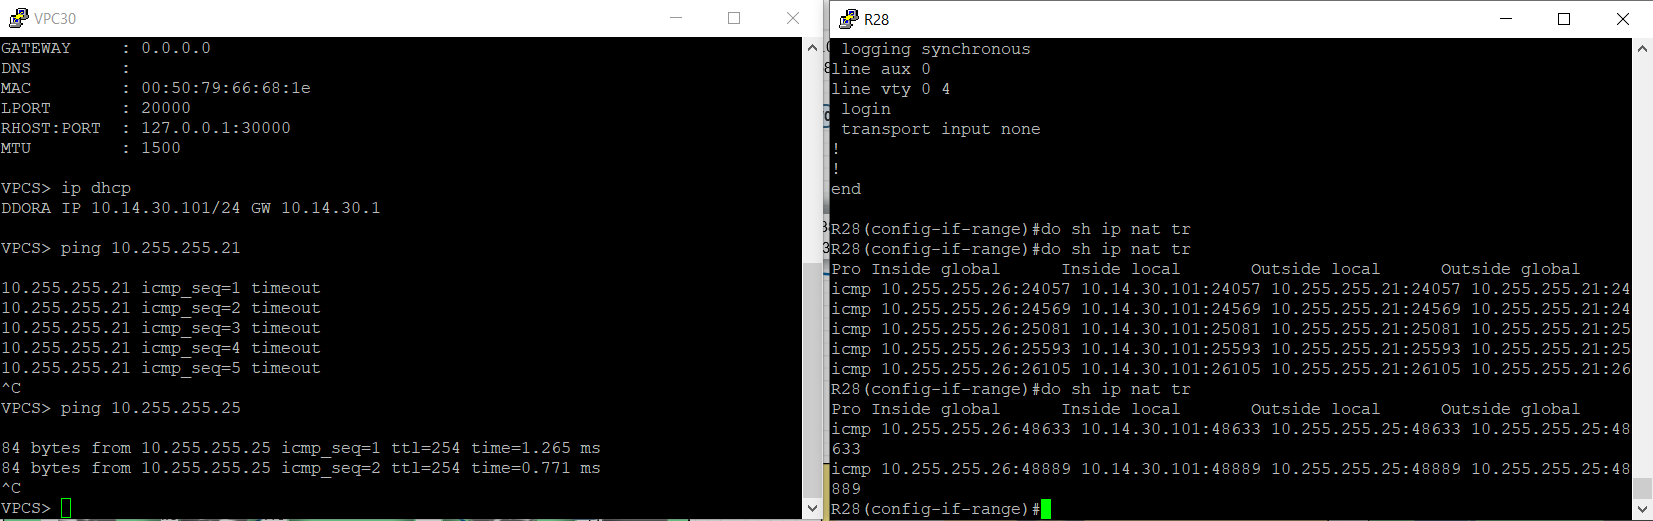 VPC30
GATEWAY     : 0.0.0.0
DNS         :
MAC         : 00:50:79:66:68:1e
LPORT       : 20000
RHOST:PORT  : 127.0.0.1:30000
MTU         : 1500
VPCS> ip dhcp
DDORA IP 10.14.30.101/24 GW 10.14.30.1
VPCS> ping 10.255.255.21
10.255.255.21 icmp_seq=1 timeout
10.255.255.21 icmp_seq=2 timeout
10.255.255.21 icmp_seq=3 timeout
10.255.255.21 icmp_seq=4 timeout
10.255.255.21 icmp_seq=5 timeout
^C
VPCS> ping 10.255.255.25
84 bytes from 10.255.255.25 icmp_seq=1 ttl=254 time=1.265 ms
84 bytes from 10.255.255.25 icmp_seq=2 ttl=254 time=0.771 ms
^C
VPCS>
R28
logging synchronous
line aux 0
line vty 0 4
login
transport input none
!
!
end
R28(config-if-range)#do sh ip nat tr
R28(config-if-range)#do sh ip nat tr
Pro Inside global      Inside local       Outside local      Outside global
icmp 10.255.255.26:24057 10.14.30.101:24057 10.255.255.21:24057 10.255.255.21:24
icmp 10.255.255.26:24569 10.14.30.101:24569 10.255.255.21:24569 10.255.255.21:24
icmp 10.255.255.26:25081 10.14.30.101:25081 10.255.255.21:25081 10.255.255.21:25
icmp 10.255.255.26:25593 10.14.30.101:25593 10.255.255.21:25593 10.255.255.21:25
icmp 10.255.255.26:26105 10.14.30.101:26105 10.255.255.21:26105 10.255.255.21:26
R28(config-if-range)#do sh ip nat tr
Pro Inside global      Inside local       Outside local      Outside global
icmp 10.255.255.26:48633 10.14.30.101:48633 10.255.255.25:48633 10.255.255.25:48
633
icmp 10.255.255.26:48889 10.14.30.101:48889 10.255.255.25:48889 10.255.255.25:48
889
R28(config-if-range)#